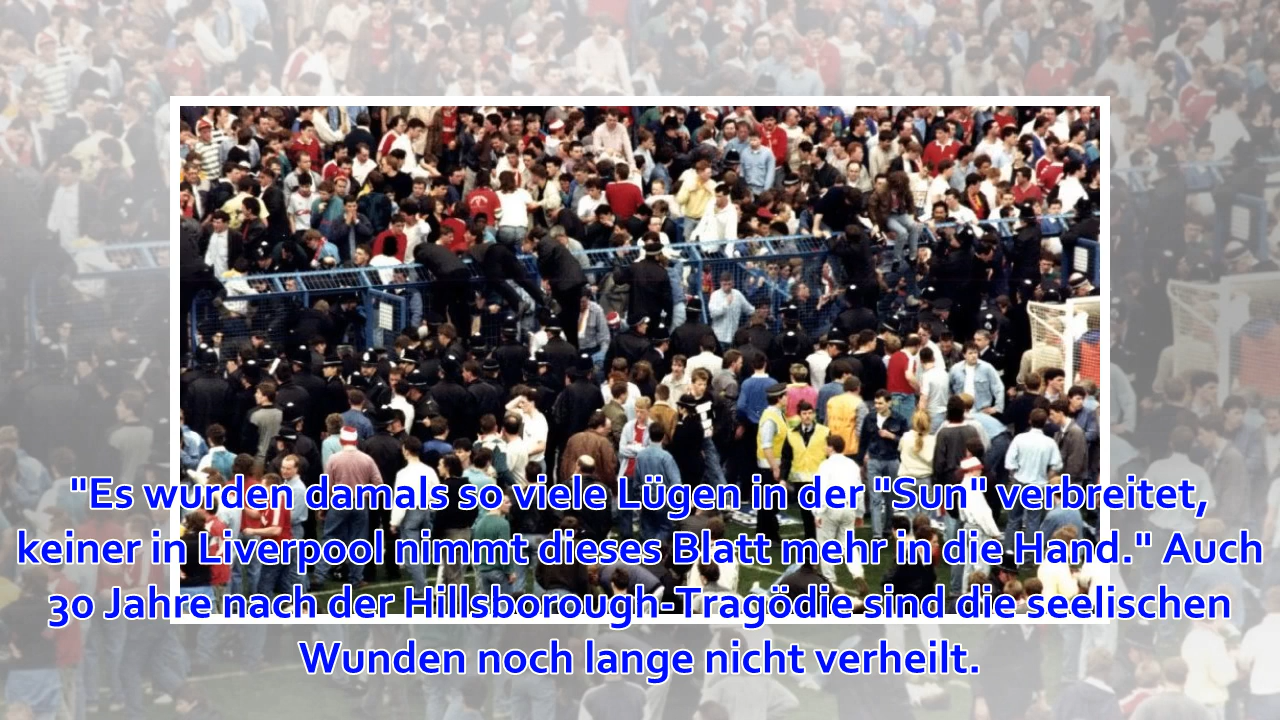 "Es wurden damals so viele Lügen in der "Sun" verbreitet,
keiner in Liverpool nimmt dieses Blatt mehr in die Hand." Auch
30 Jahre nach der Hillsborough-Tragödie sind die seelischen
Wunden noch lange nicht verheilt.